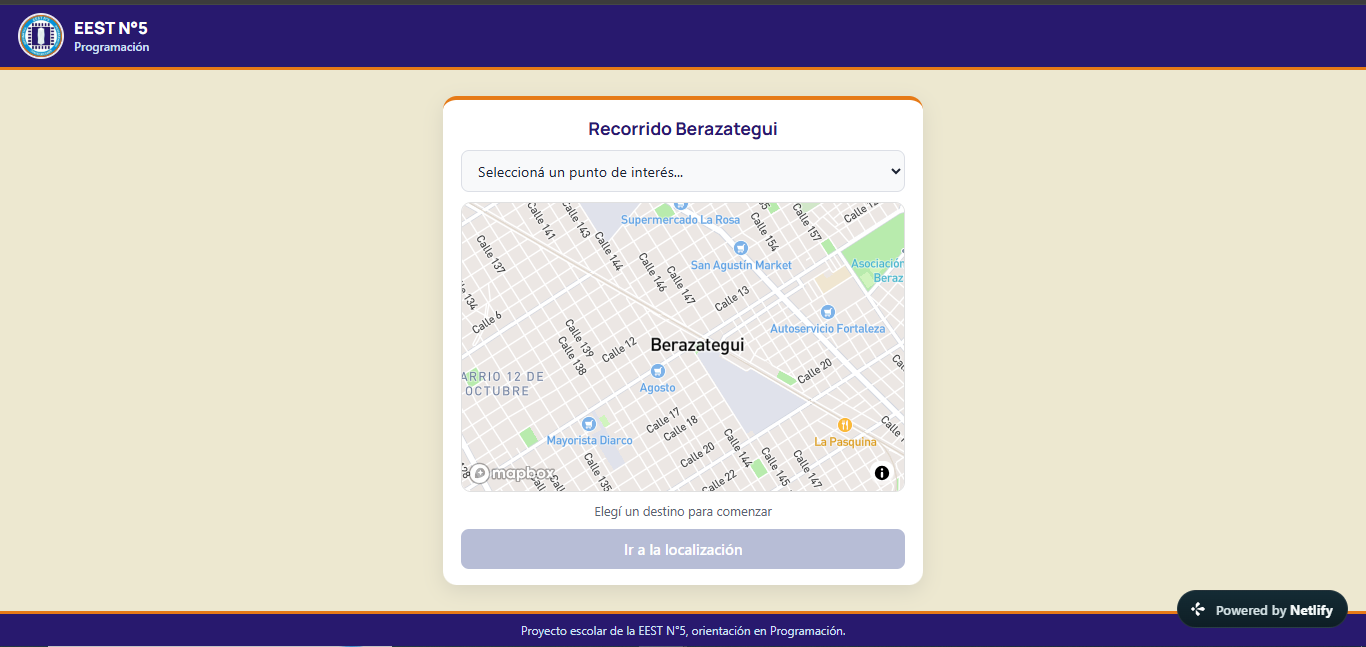 EEST N°5
Programación
Recorrido Berazategui
Seleccioná un punto de interés...
Calle 141
Calle 143
Supermercado La Rosa
Calle 154
Calle 157
Calle 137
Calle 144
San Agustín Market
Calle 146
Calle 147
Asociación
Beraz
Calle 13
Calle 6
Autoservicio Fortaleza
Calle 139
Calle 138
Calle 12
Berazategui
Calle 20
ARRIO 12 DE
OCTUBRE
Agosto
Calle 17
Calle 18
Mayorista Diarco
La Pasquina
Calle 20
Calle 144
Calle 145
Calle 147
Calle 22
Calle 135
mapbox
Elegí un destino para comenzar
Ir a la localización
Powered by Netlify
Proyecto escolar de la EEST N°5, orientación en Programación.